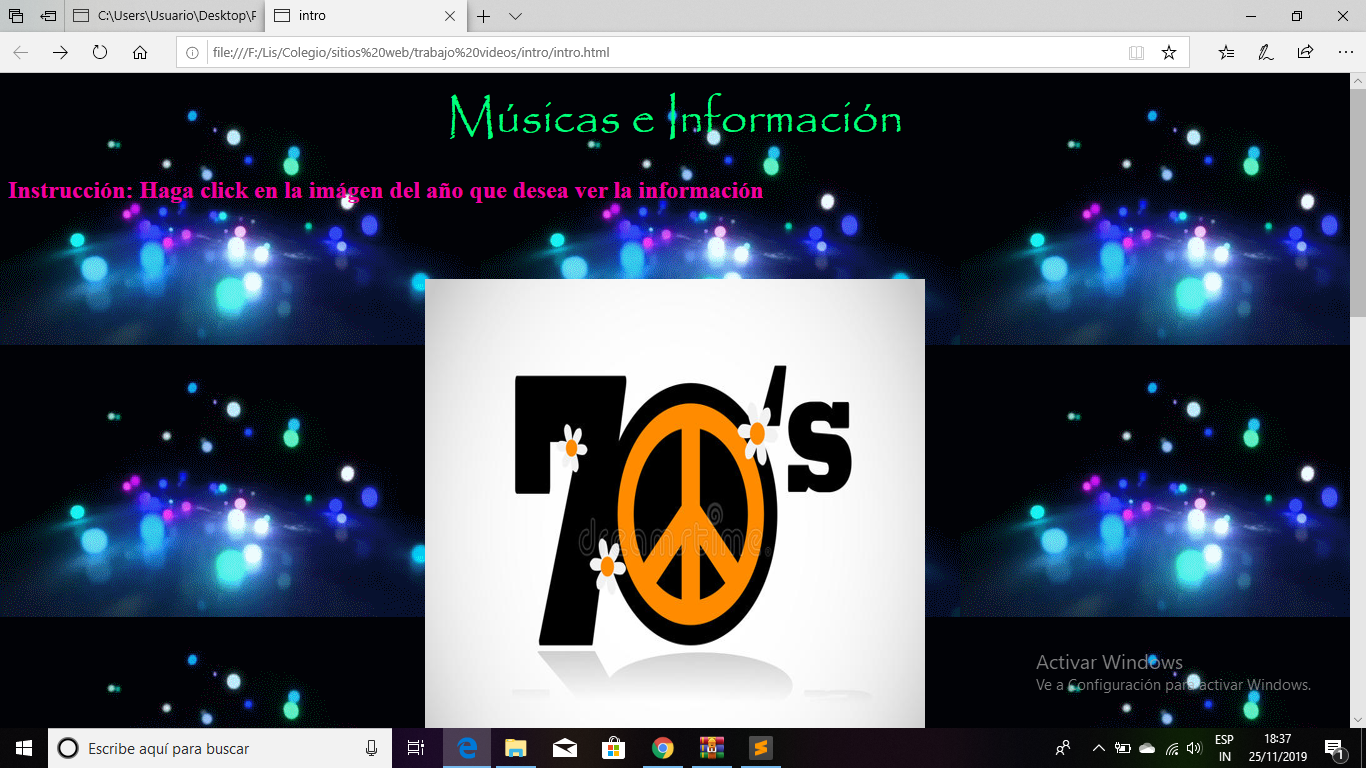 C:\Users\Usuario\Desktop\F
intro
file:///F:/Lis/Colegio/sitios%20web/trabajo%20videos/intro/intro.html
Músicas e Información
Instrucción: Haga click en la imágen del año que desea ver la información
70's
dreamstime
Activar Windows
Ve a Configuración para activar Windows.
Escribe aquí para buscar
ESP
IN
18:37
25/11/2019
1